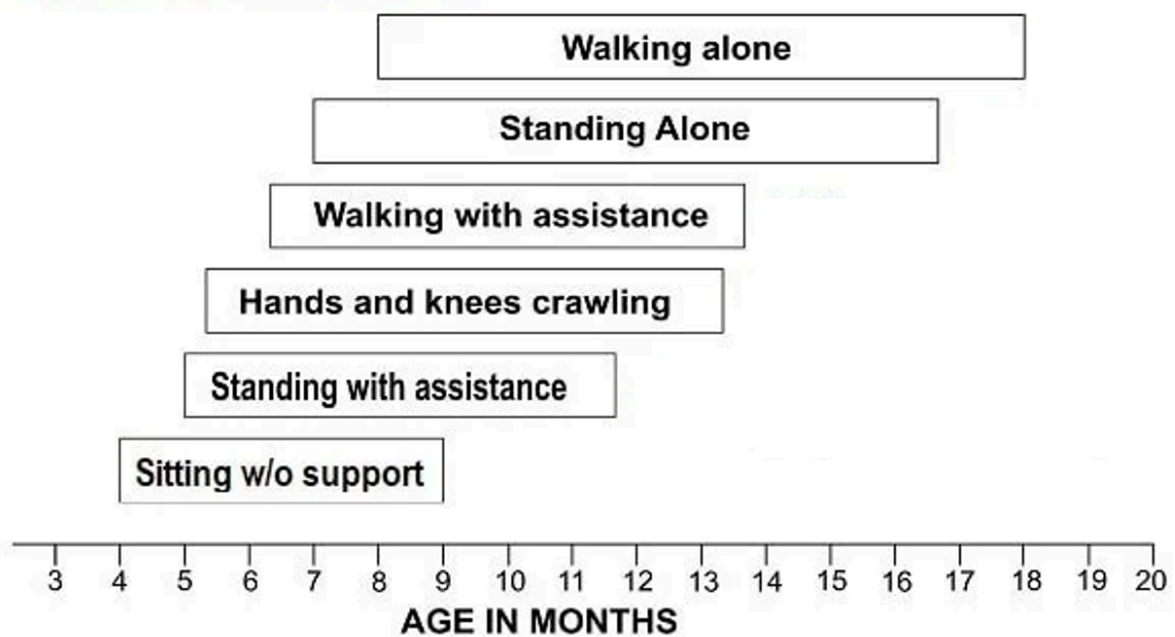 Walking alone
Standing Alone
Walking with assistance
Hands and knees crawling
Standing with assistance
Sitting w/o support
3 4 5 6 7 8 9 10 11 12 13 14 15 16 17 18 19 20
AGE IN MONTHS